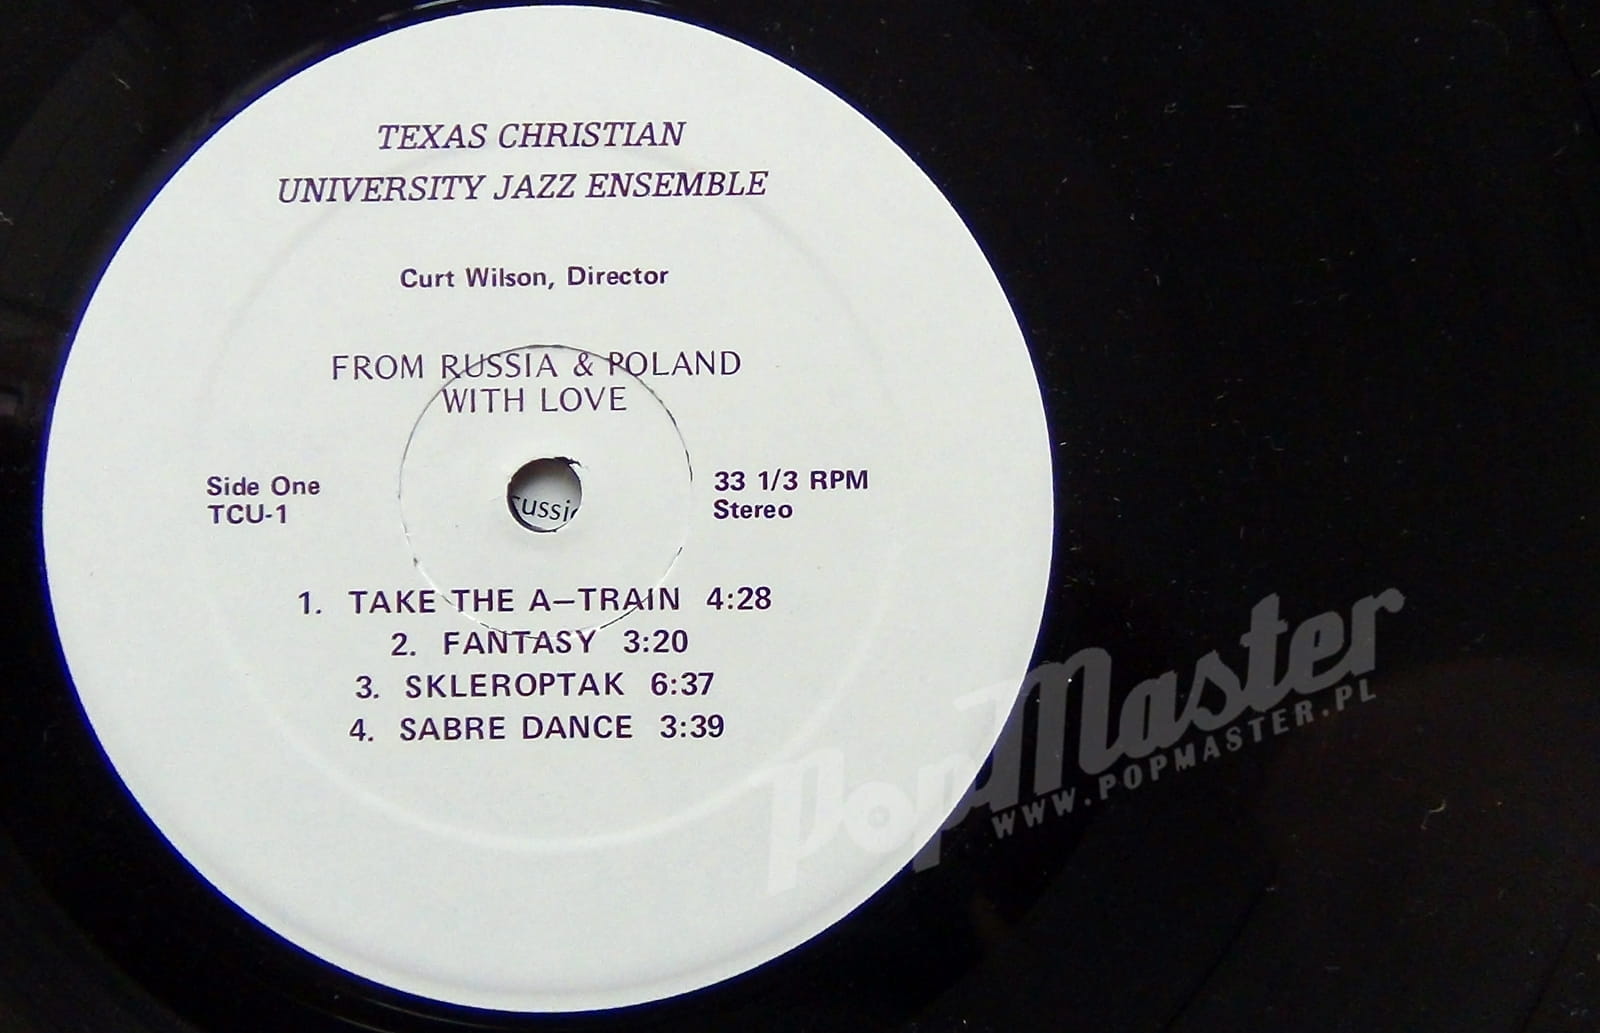 TEXAS CHRISTIAN
UNIVERSITY JAZZ ENSEMBLE
Curt Wilson, Director
FROM RUSSIA & POLAND
WITH LOVE
Side One
TCU-1
33 1/3 RPM
Stereo
ussi
1. TAKE THE A—TRAIN 4:28
2. FANTASY 3:20
3. SKLEROPTAK 6:37
4. SABRE DANCE 3:39
PopMaster
WWW.POPMASTER.PL